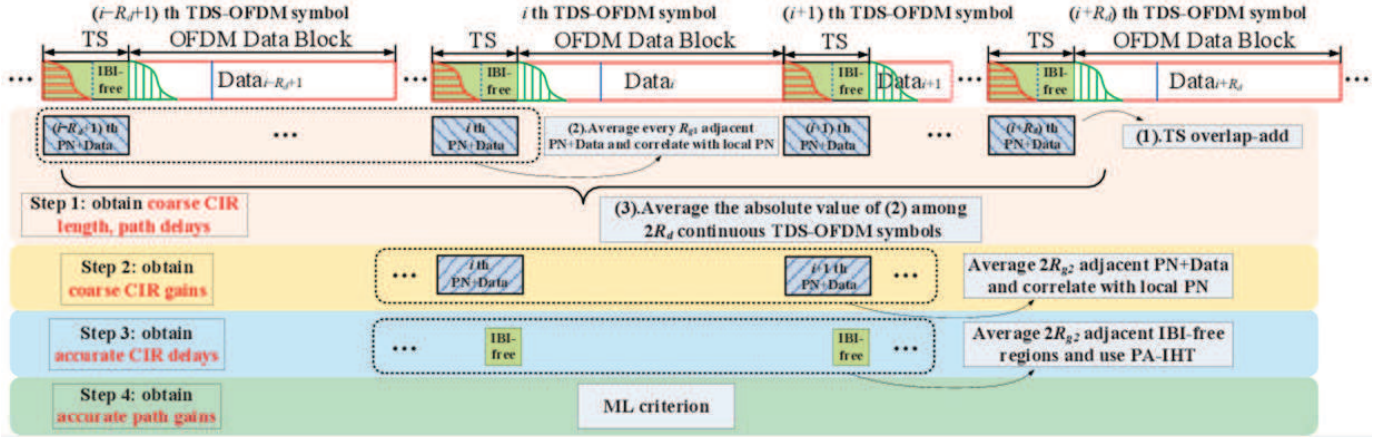 (i−R_d+1) th TDS-OFDM symbol
i th TDS-OFDM symbol
(i+1) th TDS-OFDM symbol
(i+R_d) th TDS-OFDM symbol
TS
OFDM Data Block
TS
OFDM Data Block
TS
TS
OFDM Data Block
...
IBI-
free
Data_{i−R_d+1}
...
IBI-
free
Data_i
IBI-
free
Data_{i+1}
...
IBI-
free
Data_{i+R_d}
...
(i−R_d+1) th
PN+Data
...
i th
PN+Data
(2).Average every R_{g1} adjacent
PN+Data and correlate with local PN
(i+1) th
PN+Data
...
(i+R_d) th
PN+Data
(1).TS overlap-add
Step 1: obtain coarse CIR
length, path delays
(3).Average the absolute value of (2) among
2R_d continuous TDS-OFDM symbols
Step 2: obtain
coarse CIR gains
...
i th
PN+Data
i+1 th
PN+Data
...
Average 2R_{g2} adjacent PN+Data
and correlate with local PN
Step 3: obtain
accurate CIR delays
...
IBI-
free
IBI-
free
...
Average 2R_{g2} adjacent IBI-free
regions and use PA-IHT
Step 4: obtain
accurate path gains
ML criterion